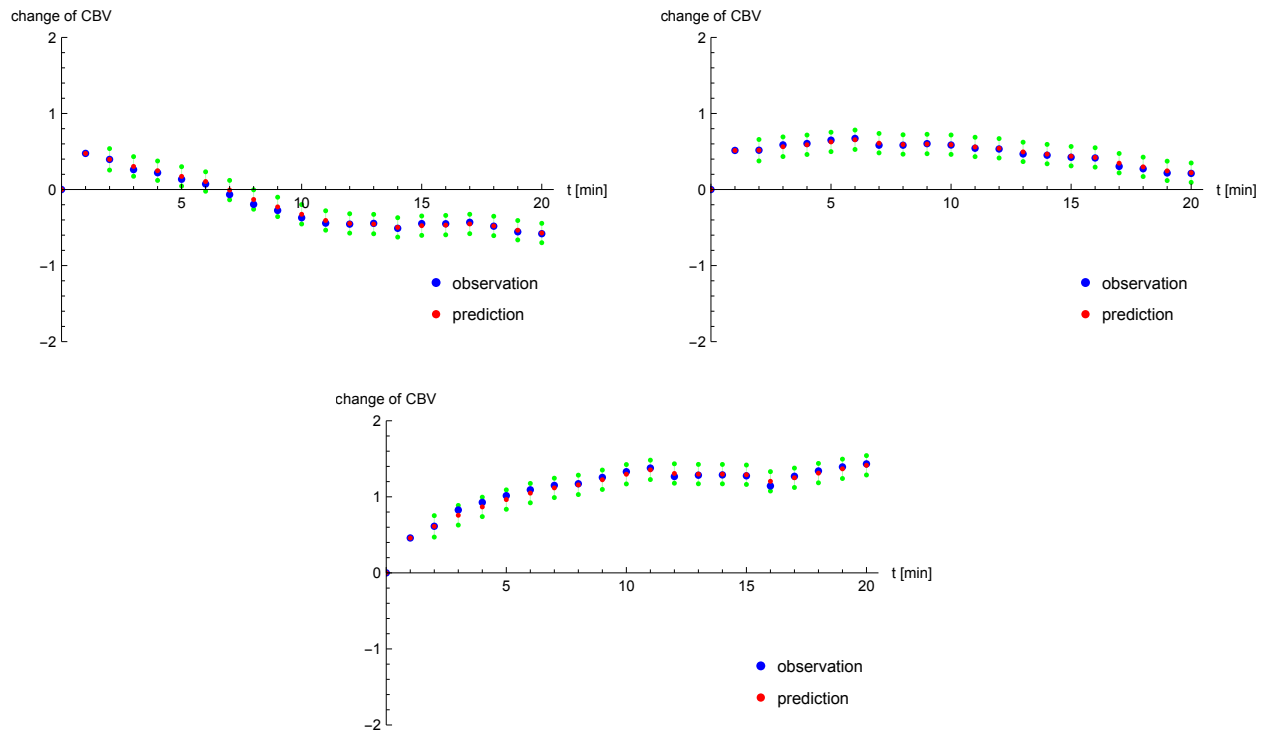 change of CBV
2
1
0
−1
−2
5
10
15
20
t [min]
observation
prediction
change of CBV
2
1
0
−1
−2
5
10
15
20
t [min]
observation
prediction
change of CBV
2
1
0
−1
−2
5
10
15
20
t [min]
observation
prediction